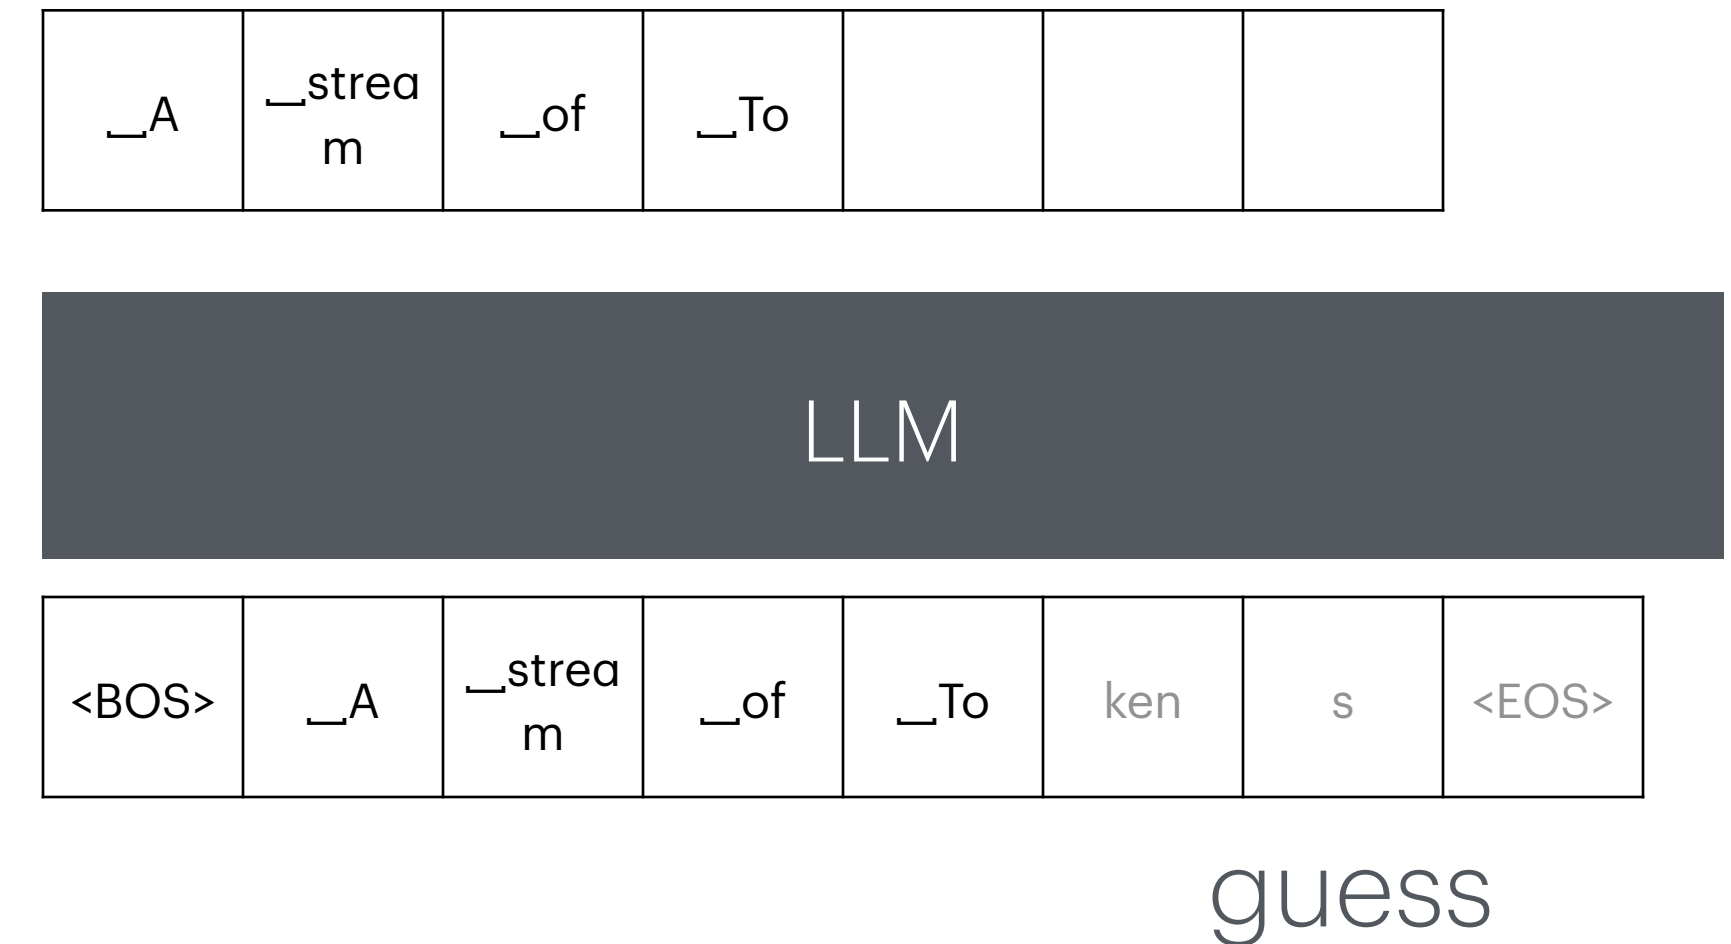 ⎵A
⎵strea
m
⎵of
⎵To
LLM
<BOS>
⎵A
⎵strea
m
⎵of
⎵To
ken
s
<EOS>
guess